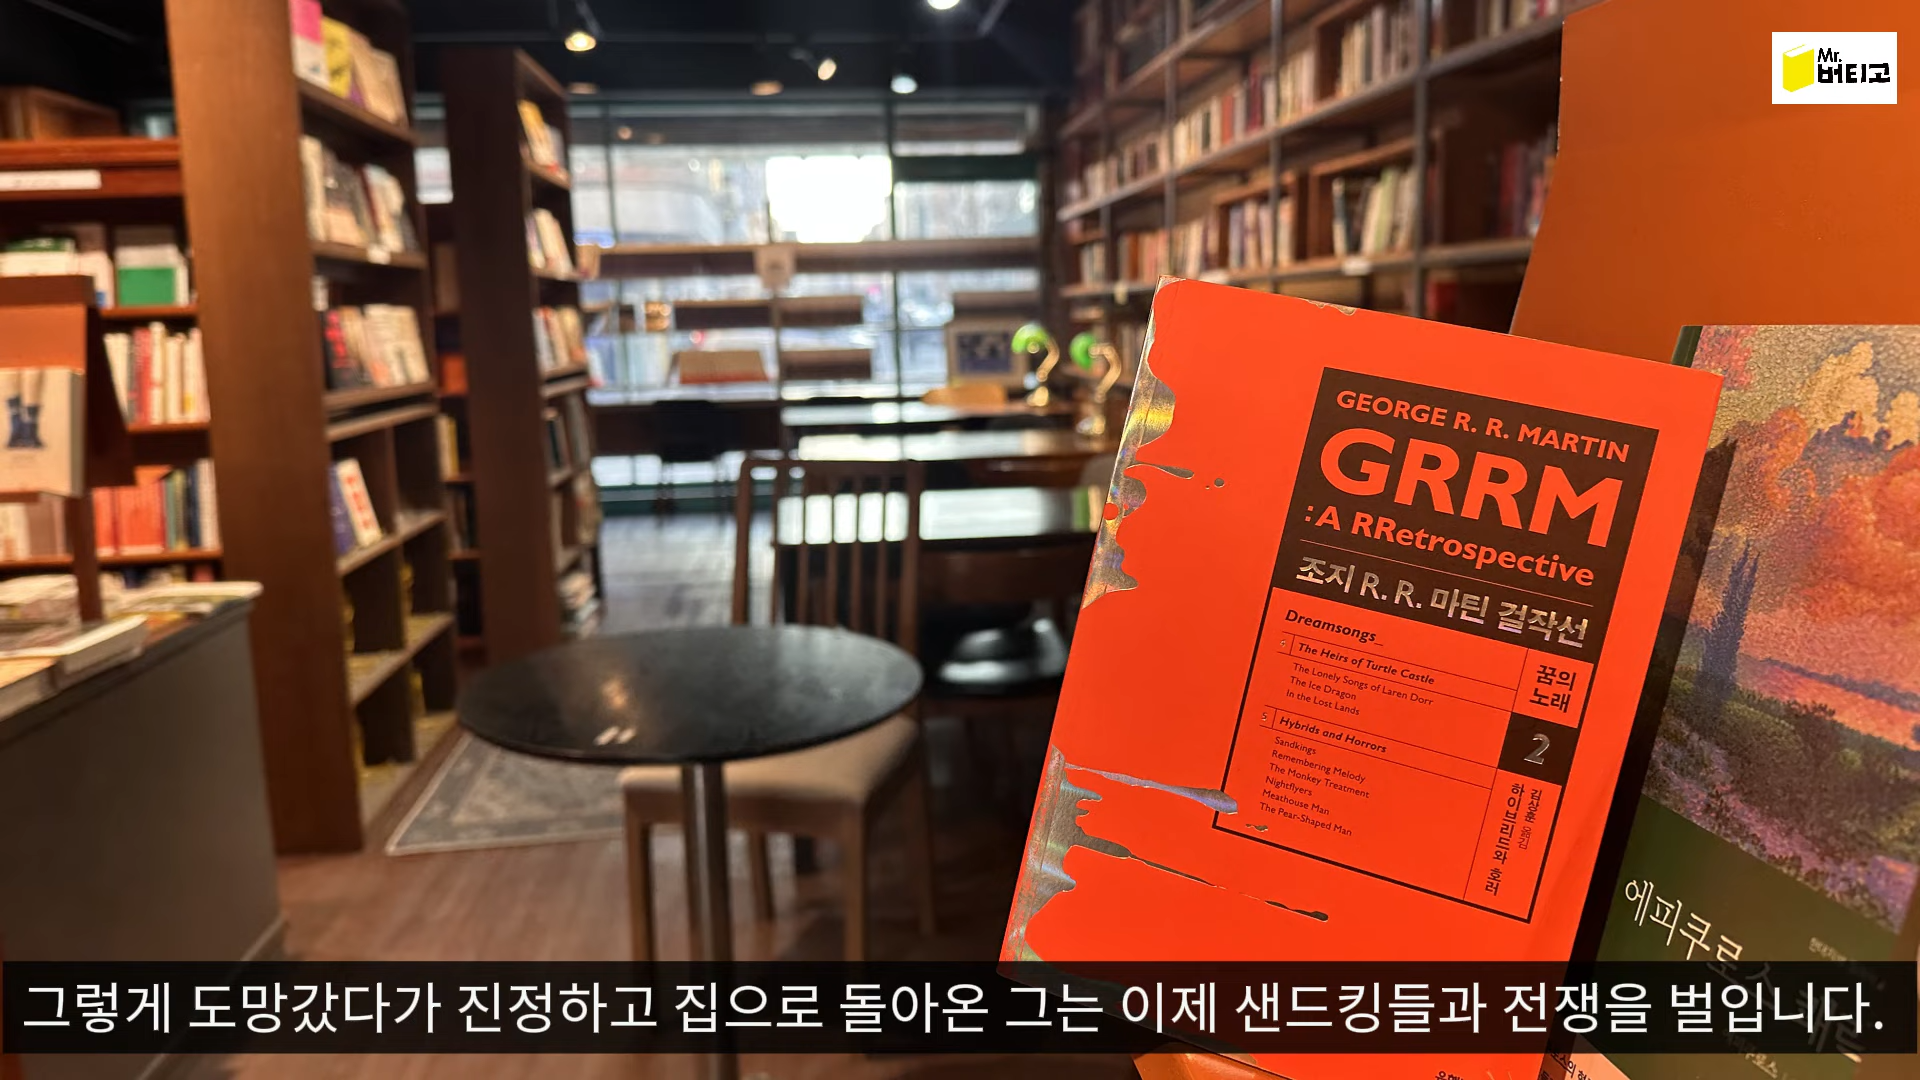 Mr.
버티고
GEORGE R. R. MARTIN
GRRM
:A RRetrospective
조지 R. R. 마틴 걸작선
Dreamsongs_
4 The Heirs of Turtle Castle
The Lonely Songs of Laren Dorr
The Ice Dragon
In the Lost Lands
5 Hybrids and Horrors
Sandkings
Remembering Melody
The Monkey Treatment
Nightflyers
Meathouse Man
The Pear-Shaped Man
꿈의
노래
2
하이브리드와 호러
김상훈 옮김
에피쿠로스
그렇게 도망갔다가 진정하고 집으로 돌아온 그는 이제 샌드킹들과 전쟁을 벌입니다.